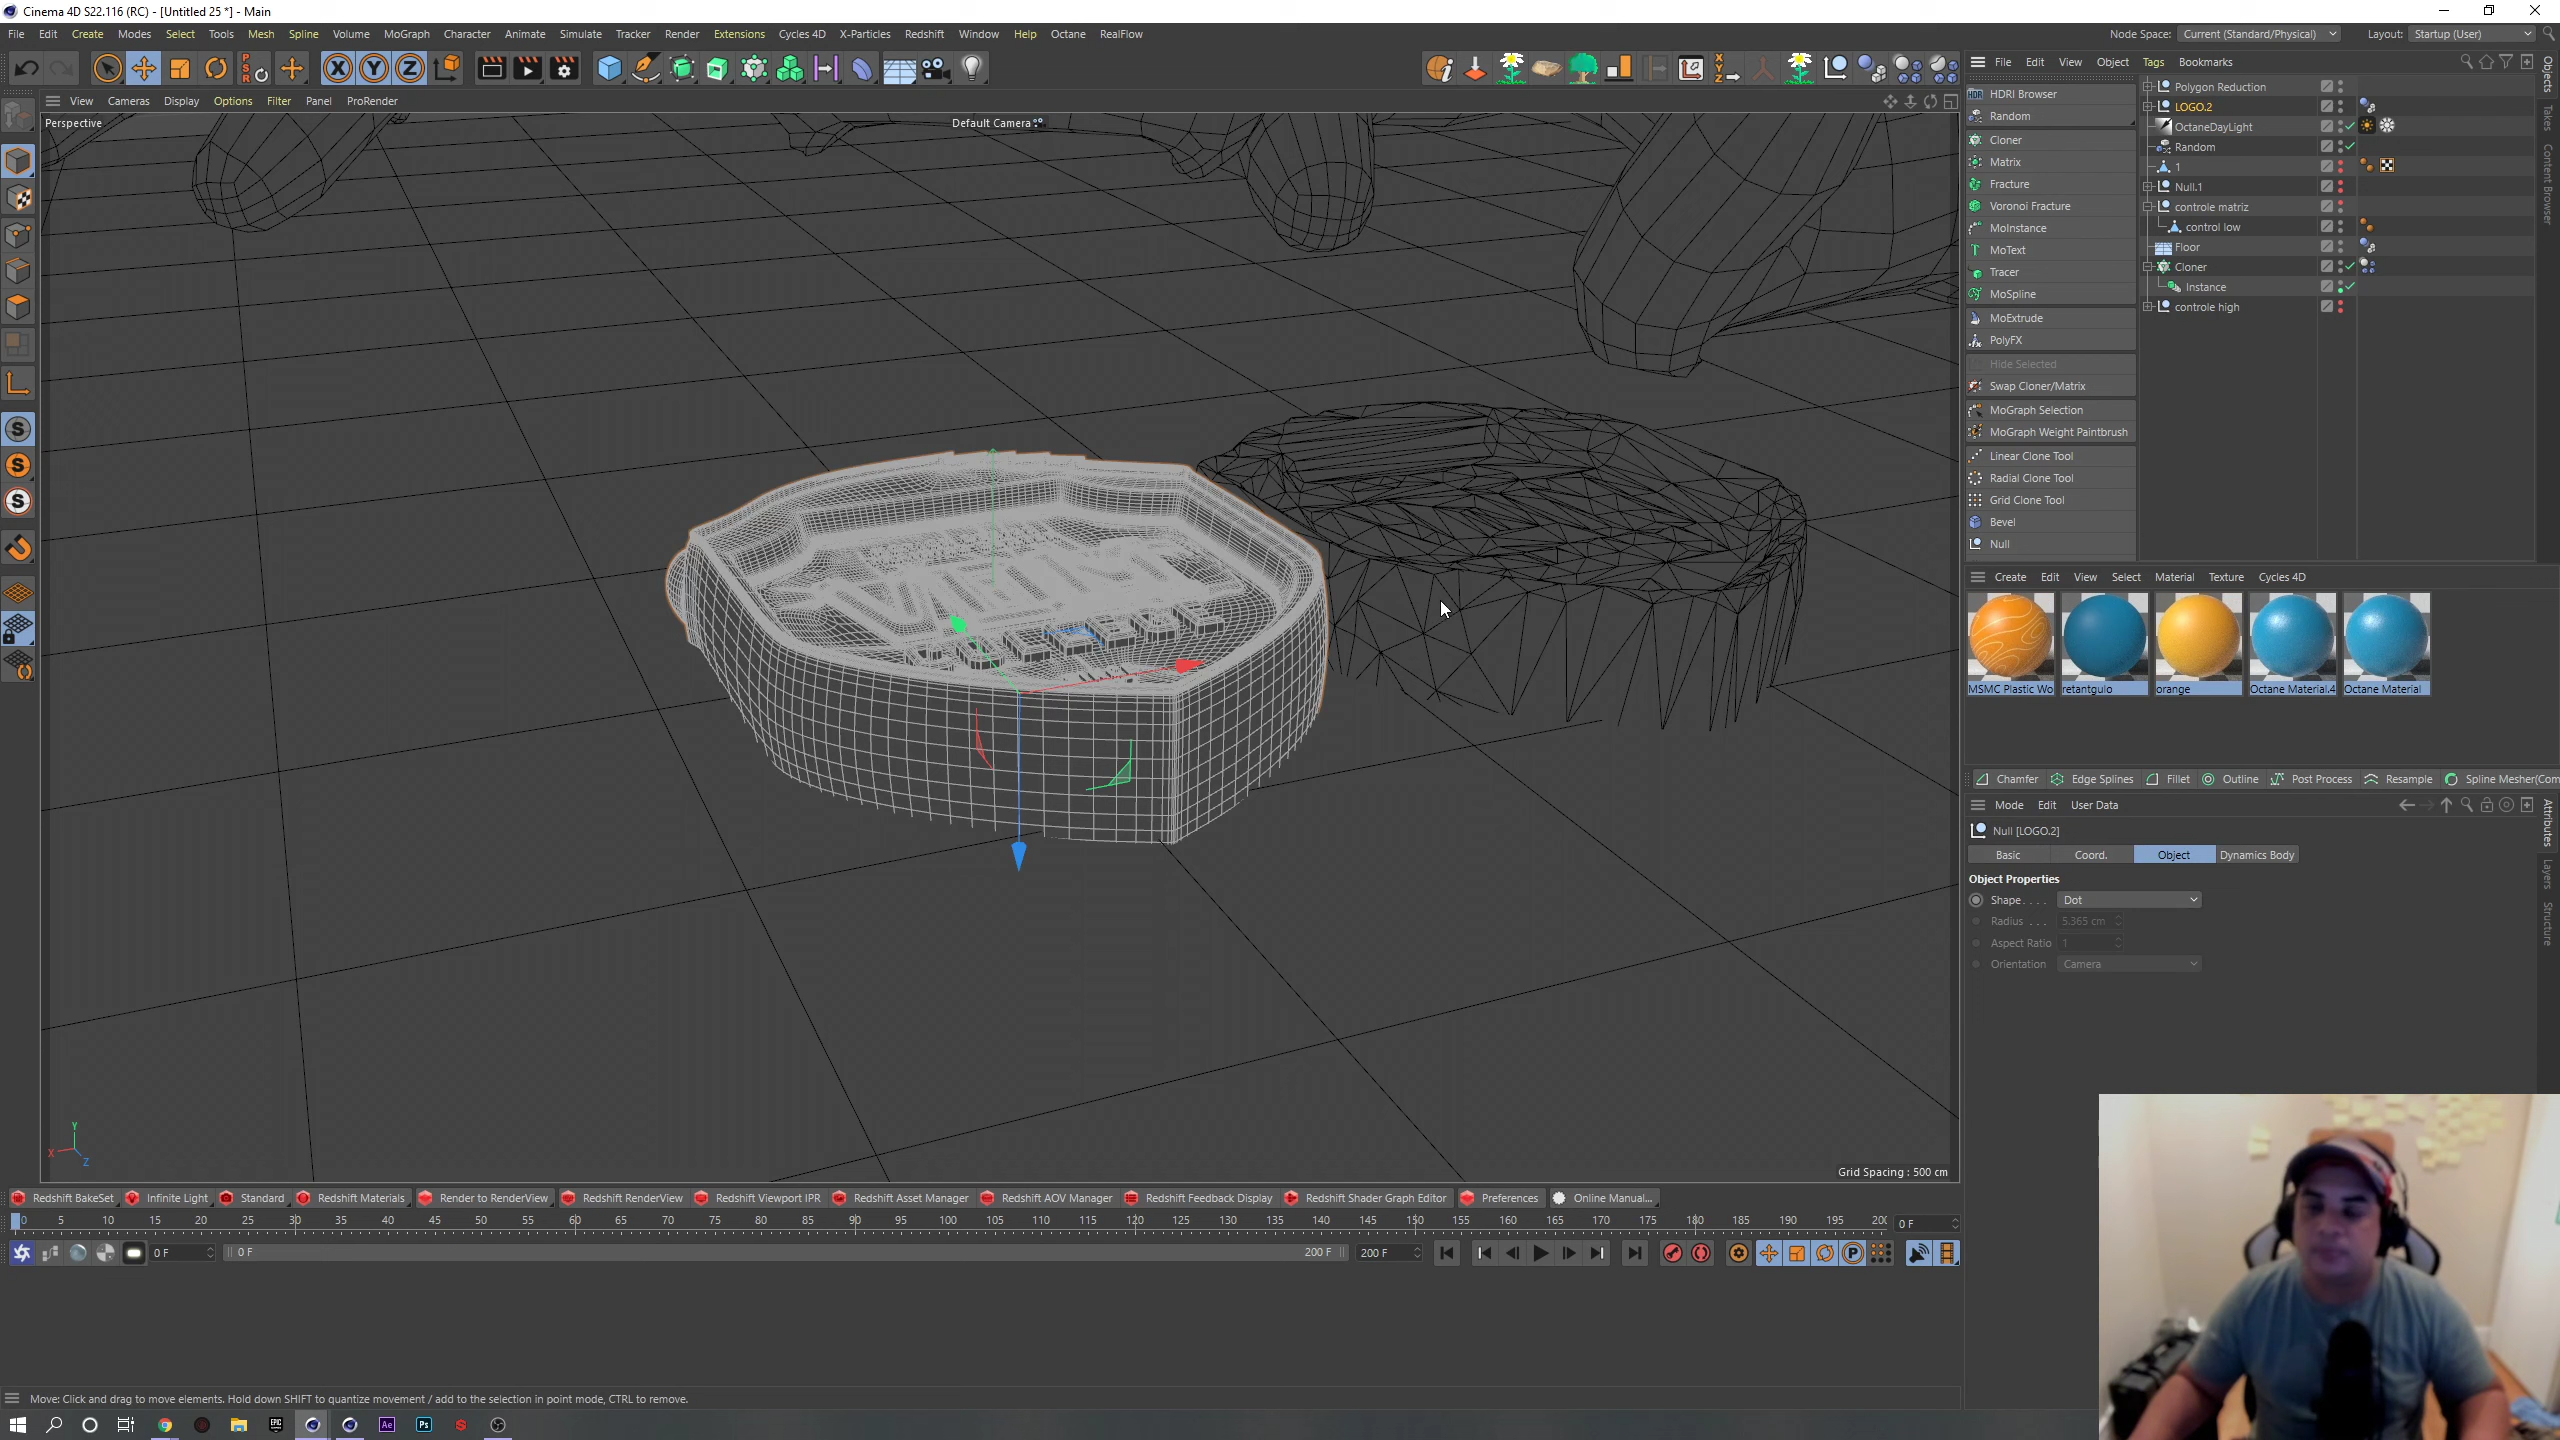 Cinema 4D S22.116 (RC) - [Untitled 25 *] - Main
File Edit Create Modes Select Tools Mesh Spline Volume MoGraph Character Animate Simulate Tracker Render Extensions Cycles 4D X-Particles Redshift Window Help Octane RealFlow
Node Space: Current (Standard/Physical) Layout: Startup (User)
View Cameras Display Options Filter Panel ProRender
Perspective
Default Camera
File Edit View Object Tags Bookmarks
HDRI Browser
Random
Cloner
Matrix
Fracture
Voronoi Fracture
MoInstance
MoText
Tracer
MoSpline
MoExtrude
PolyFX
Hide Selected
Swap Cloner/Matrix
MoGraph Selection
MoGraph Weight Paintbrush
Linear Clone Tool
Radial Clone Tool
Grid Clone Tool
Bevel
Null
Polygon Reduction
LOGO.2
OctaneDayLight
Random
1
Null.1
controle matriz
control low
Floor
Cloner
Instance
controle high
Objects
Takes
Content Browser
Create Edit View Select Material Texture Cycles 4D
MSMC Plastic Wo retantgulo orange Octane Material.4 Octane Material
Chamfer Edge Splines Fillet Outline Post Process Resample Spline Mesher(Com
Mode Edit User Data
Null [LOGO.2]
Basic Coord. Object Dynamics Body
Object Properties
Shape. . . . Dot
Radius . . . 5.365 cm
Aspect Ratio 1
Orientation Camera
Attributes
Layers
Structure
X Y Z
PSR
Y
X
Z
Grid Spacing : 500 cm
Redshift BakeSet Infinite Light Standard Redshift Materials Render to RenderView Redshift RenderView Redshift Viewport IPR Redshift Asset Manager Redshift AOV Manager Redshift Feedback Display Redshift Shader Graph Editor Preferences Online Manual...
0 5 10 15 20 25 30 35 40 45 50 55 60 65 70 75 80 85 90 95 100 105 110 115 120 125 130 135 140 145 150 155 160 165 170 175 180 185 190 195 20 0 F
0 F 0 F 200 F 200 F
Move: Click and drag to move elements. Hold down SHIFT to quantize movement / add to the selection in point mode, CTRL to remove.
EPIC Ae Ps